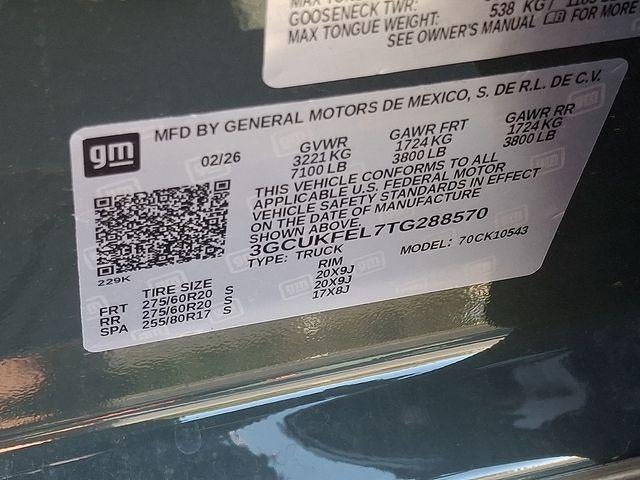 GOOSENECK TWR:
MAX TONGUE WEIGHT: 538 KG/
SEE OWNER'S MANUAL FOR MORE
gm
MFD BY GENERAL MOTORS DE MEXICO, S. DE R.L. DE C.V.
02/26
GVWR GAWR FRT GAWR RR
3221 KG 1724 KG 1724 KG
7100 LB 3800 LB 3800 LB
THIS VEHICLE CONFORMS TO ALL
APPLICABLE U.S. FEDERAL MOTOR
VEHICLE SAFETY STANDARDS IN EFFECT
ON THE DATE OF MANUFACTURE
SHOWN ABOVE.
3GCUKFEL7TG288570
TYPE: TRUCK MODEL: 70CK10543
229K
TIRE SIZE RIM
FRT 275/60R20 S 20X9J
RR 275/60R20 S 20X9J
SPA 255/80R17 S 17X8J